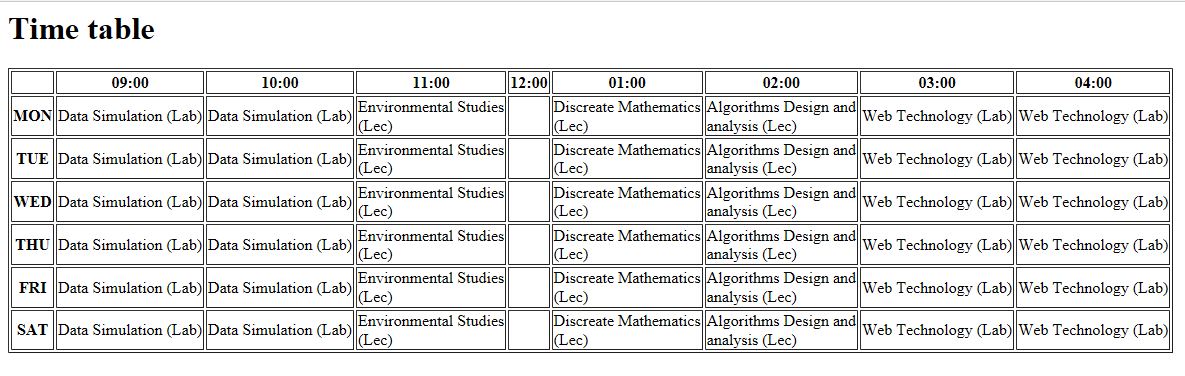 Time table
09:00 10:00 11:00 12:00 01:00 02:00 03:00 04:00
MON Data Simulation (Lab) Data Simulation (Lab) Environmental Studies (Lec) Discreate Mathematics (Lec) Algorithms Design and analysis (Lec) Web Technology (Lab) Web Technology (Lab)
TUE Data Simulation (Lab) Data Simulation (Lab) Environmental Studies (Lec) Discreate Mathematics (Lec) Algorithms Design and analysis (Lec) Web Technology (Lab) Web Technology (Lab)
WED Data Simulation (Lab) Data Simulation (Lab) Environmental Studies (Lec) Discreate Mathematics (Lec) Algorithms Design and analysis (Lec) Web Technology (Lab) Web Technology (Lab)
THU Data Simulation (Lab) Data Simulation (Lab) Environmental Studies (Lec) Discreate Mathematics (Lec) Algorithms Design and analysis (Lec) Web Technology (Lab) Web Technology (Lab)
FRI Data Simulation (Lab) Data Simulation (Lab) Environmental Studies (Lec) Discreate Mathematics (Lec) Algorithms Design and analysis (Lec) Web Technology (Lab) Web Technology (Lab)
SAT Data Simulation (Lab) Data Simulation (Lab) Environmental Studies (Lec) Discreate Mathematics (Lec) Algorithms Design and analysis (Lec) Web Technology (Lab) Web Technology (Lab)